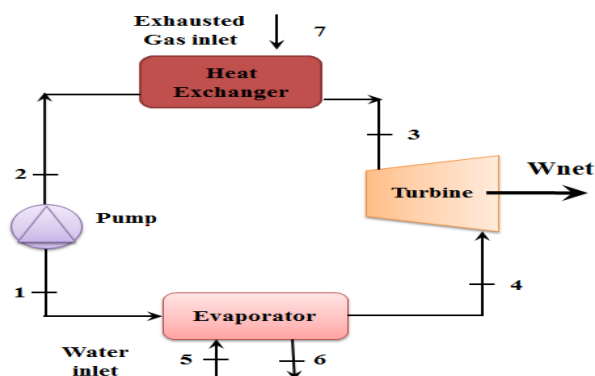 Exhausted
Gas inlet
7
Heat
Exchanger
3
2
Turbine
Wnet
Pump
1
4
Evaporator
Water
inlet
5
6